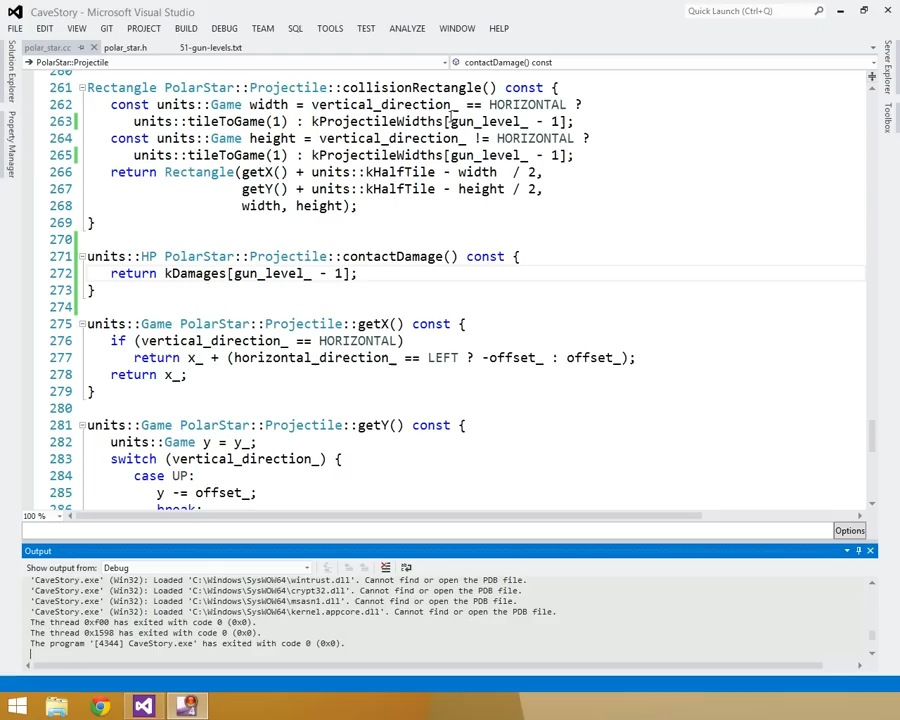 CaveStory - Microsoft Visual Studio
Quick Launch (Ctrl+Q)
FILE EDIT VIEW GIT PROJECT BUILD DEBUG TEAM SQL TOOLS TEST ANALYZE WINDOW HELP
polar_star.cc polar_star.h 51-gun-levels.txt
PolarStar::Projectile contactDamage() const
Solution Explorer
Property Manager
Server Explorer
Toolbox
260
261 Rectangle PolarStar::Projectile::collisionRectangle() const {
262 const units::Game width = vertical_direction_ == HORIZONTAL ?
263 units::tileToGame(1) : kProjectileWidths[gun_level_ - 1];
264 const units::Game height = vertical_direction_ != HORIZONTAL ?
265 units::tileToGame(1) : kProjectileWidths[gun_level_ - 1];
266 return Rectangle(getX() + units::kHalfTile - width / 2,
267 getY() + units::kHalfTile - height / 2,
268 width, height);
269 }
270
271 units::HP PolarStar::Projectile::contactDamage() const {
272 return kDamages[gun_level_ - 1];
273 }
274
275 units::Game PolarStar::Projectile::getX() const {
276 if (vertical_direction_ == HORIZONTAL)
277 return x_ + (horizontal_direction_ == LEFT ? -offset_ : offset_);
278 return x_;
279 }
280
281 units::Game PolarStar::Projectile::getY() const {
282 units::Game y = y_;
283 switch (vertical_direction_) {
284 case UP:
285 y -= offset_;
286 break;
100 %
Options
Output
Show output from: Debug
'CaveStory.exe' (Win32): Loaded 'C:\Windows\SysWOW64\wintrust.dll'. Cannot find or open the PDB file.
'CaveStory.exe' (Win32): Loaded 'C:\Windows\SysWOW64\crypt32.dll'. Cannot find or open the PDB file.
'CaveStory.exe' (Win32): Loaded 'C:\Windows\SysWOW64\msasn1.dll'. Cannot find or open the PDB file.
'CaveStory.exe' (Win32): Loaded 'C:\Windows\SysWOW64\kernel.appcore.dll'. Cannot find or open the PDB file.
The thread 0xf00 has exited with code 0 (0x0).
The thread 0x1598 has exited with code 0 (0x0).
The program '[4344] CaveStory.exe' has exited with code 0 (0x0).